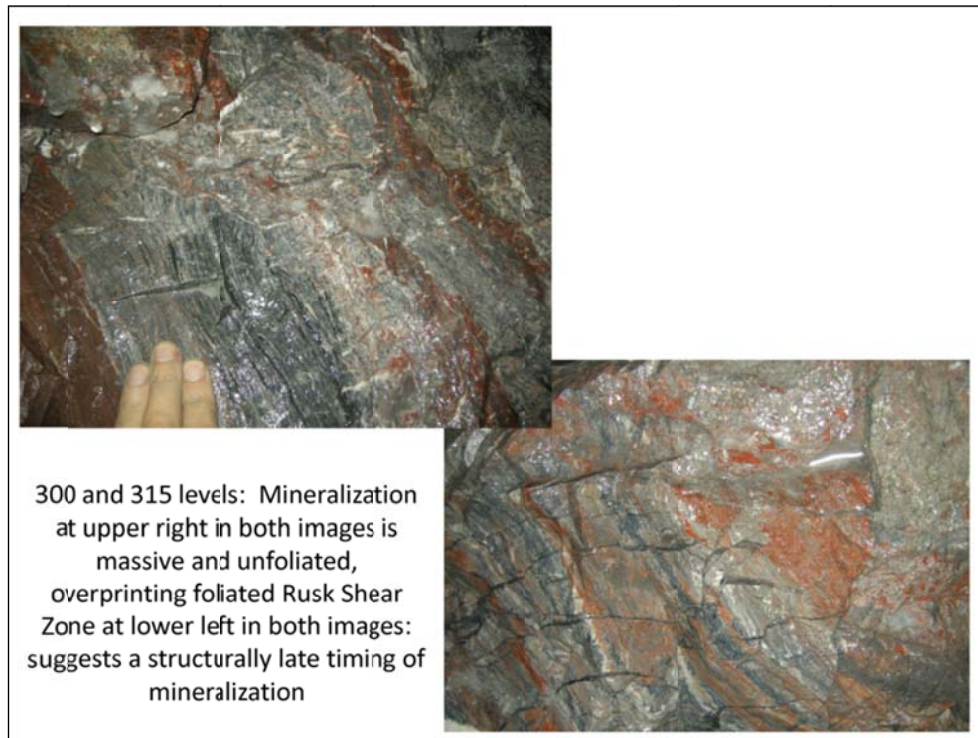 300 and 315 levels: Mineralization
at upper right in both images is
massive and unfoliated,
overprinting foliated Rusk Shear
Zone at lower left in both images:
suggests a structurally late timing of
mineralization